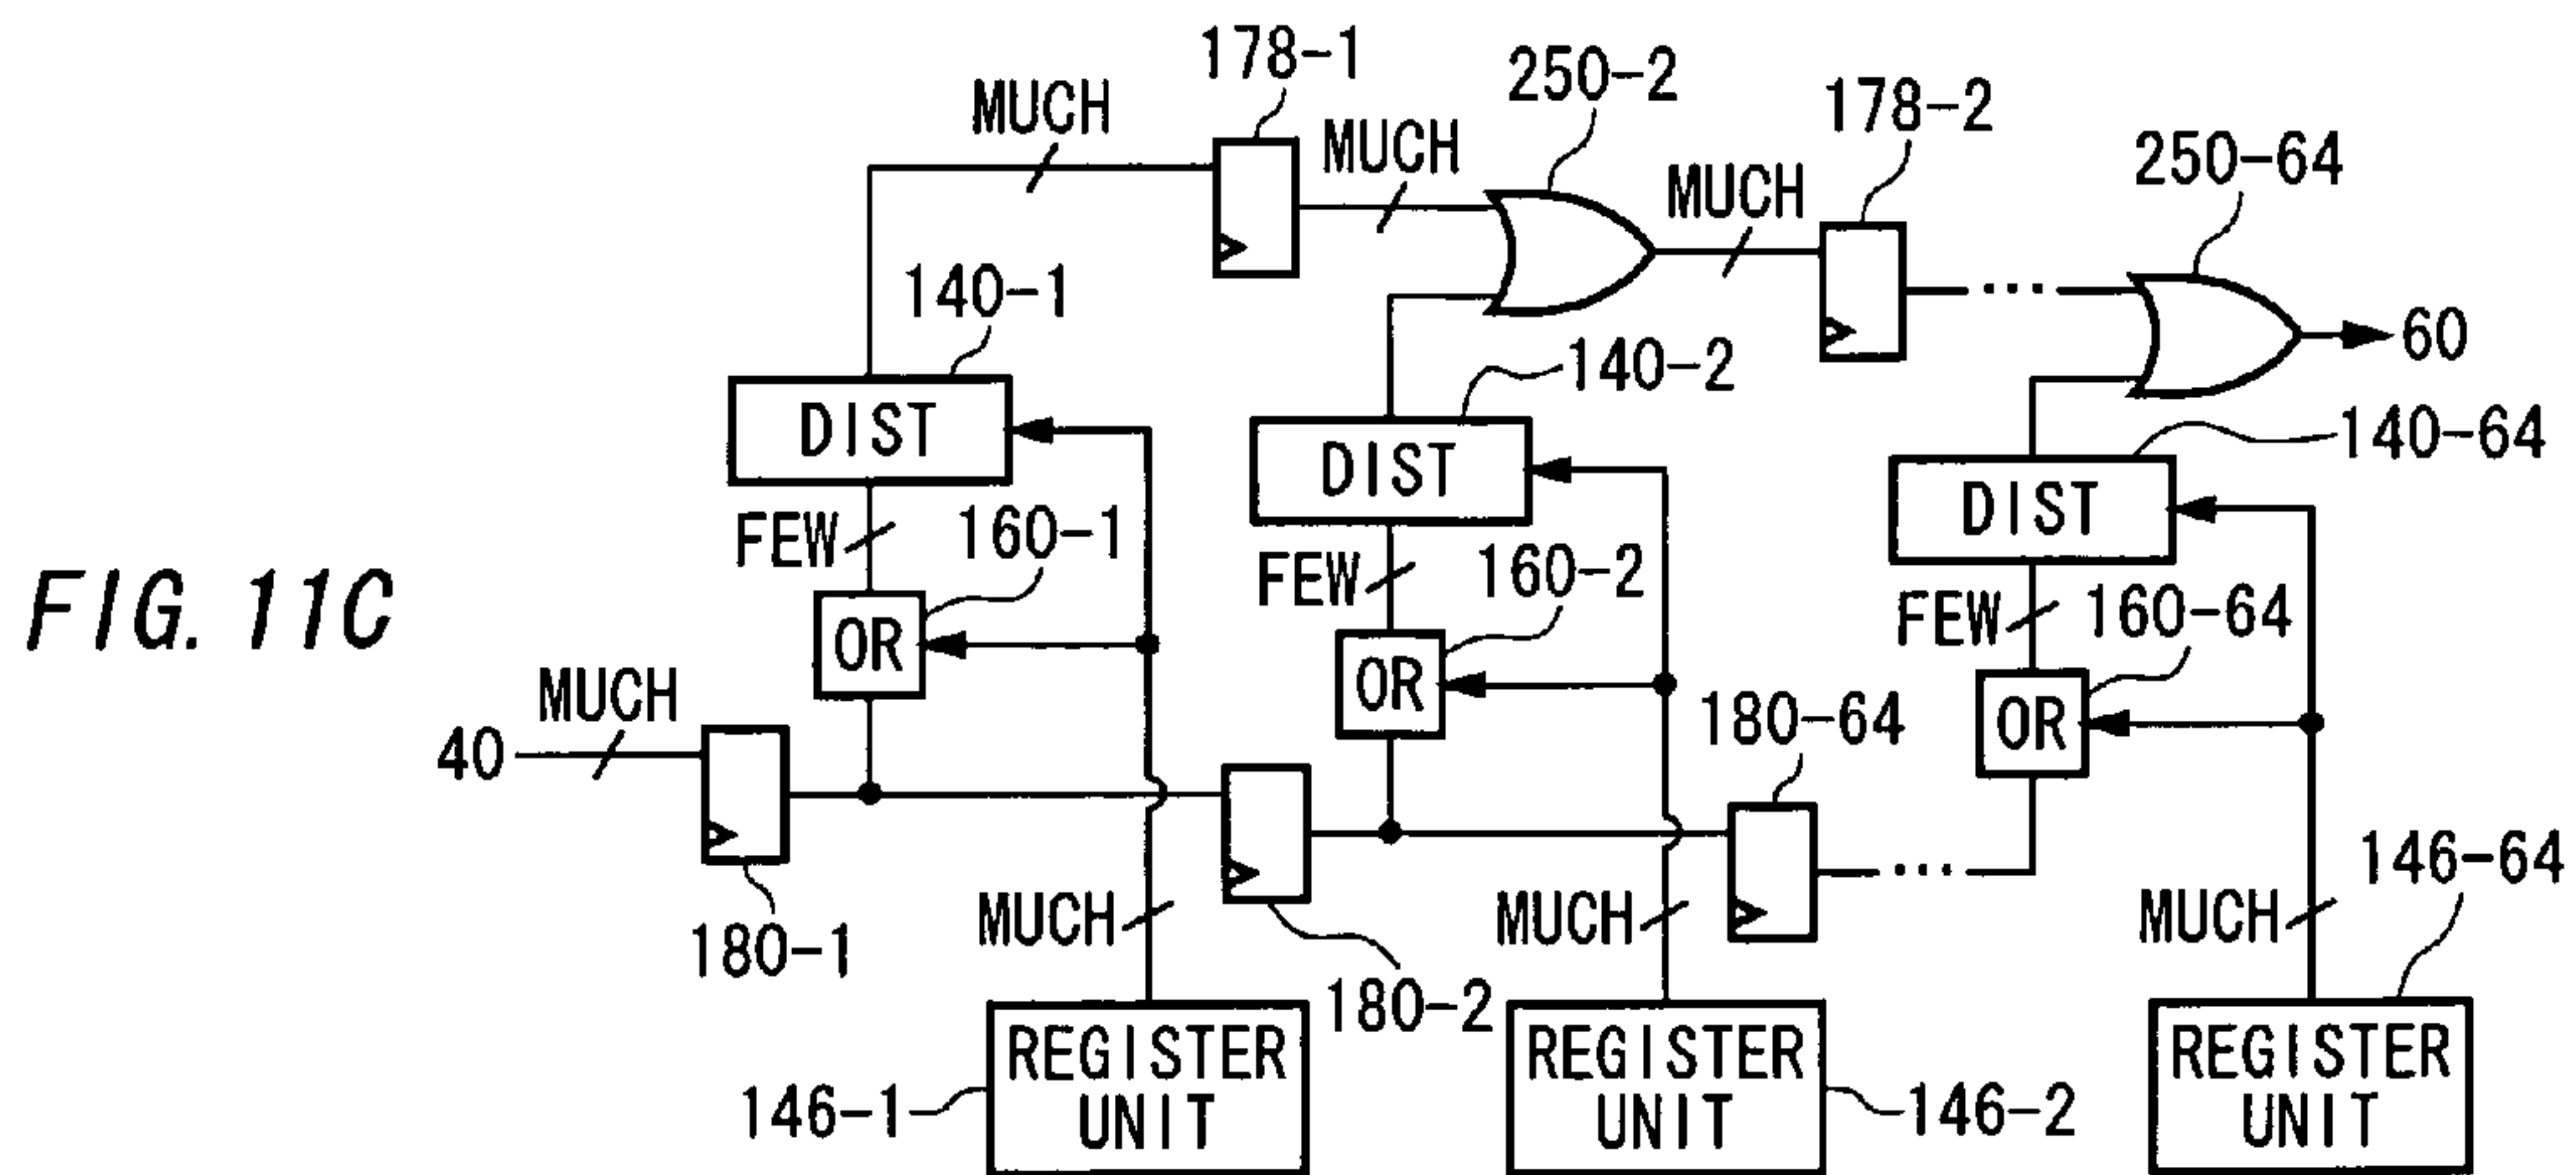 178-1
250-2
178-2
250-64
MUCH
MUCH
MUCH
140-1
60
140-2
DIST
DIST
140-64
DIST
FEW
160-1
FEW
160-2
FEW
160-64
FIG. 11C
OR
OR
OR
MUCH
40
180-64
180-1
MUCH
180-2
MUCH
MUCH
146-64
REGISTER
UNIT
REGISTER
UNIT
REGISTER
UNIT
146-1
146-2